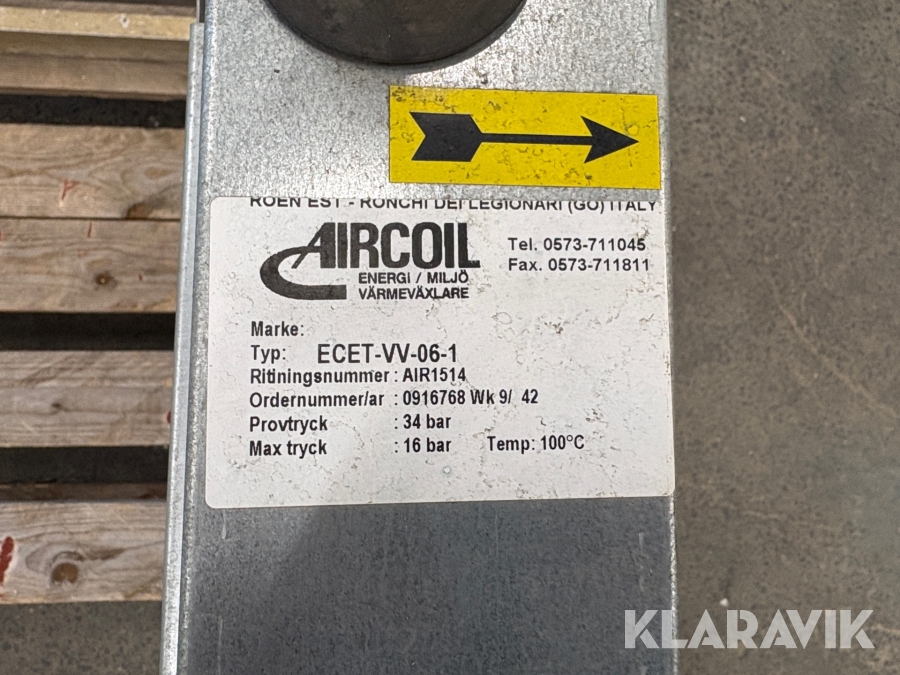 ROEN EST - RONCHI DEI LEGIONARI (GO) ITALY
AIRCOIL
ENERGI / MILJÖ
VÄRMEVÄXLARE
Tel. 0573-711045
Fax. 0573-711811
Marke:
Typ: ECET-VV-06-1
Ritiningsnummer : AIR1514
Ordernummer/ar : 0916768 Wk 9/ 42
Provtryck : 34 bar
Max tryck : 16 bar Temp: 100°C
KLARAVIK